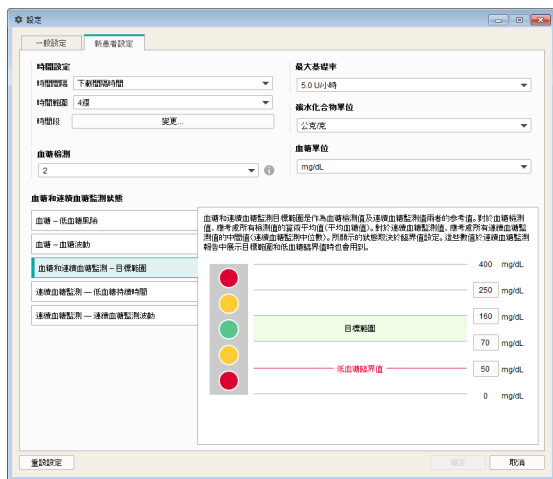 設定
一般設定
新患者設定
時間設定
時間間隔 下載間隔時間
時間範圍 4週
時間段 變更...
血糖檢測
2
最大基礎率
5.0 U/小時
碳水化合物單位
公克/克
血糖單位
mg/dL
血糖和連續血糖監測狀態
血糖 – 低血糖風險
血糖 – 血糖波動
血糖和連續血糖監測 – 目標範圍
連續血糖監測 — 低血糖持續時間
連續血糖監測 — 連續血糖監測波動
血糖和連續血糖監測目標範圍是作為血糖檢測值及連續血糖監測值兩者的參考值。對於血糖檢測
值，應考慮所有檢測值的算術平均值(平均血糖值)。對於連續血糖監測值，應考慮所有連續血糖監
測值的中間值(連續血糖監測中位數)。所顯示的狀態取決於臨界值設定。這些數值於連續血糖監測
報告中展示目標範圍和低血糖臨界值時也會用到。
400 mg/dL
250 mg/dL
160 mg/dL
目標範圍
70 mg/dL
低血糖臨界值 50 mg/dL
0 mg/dL
重設設定
確定
取消